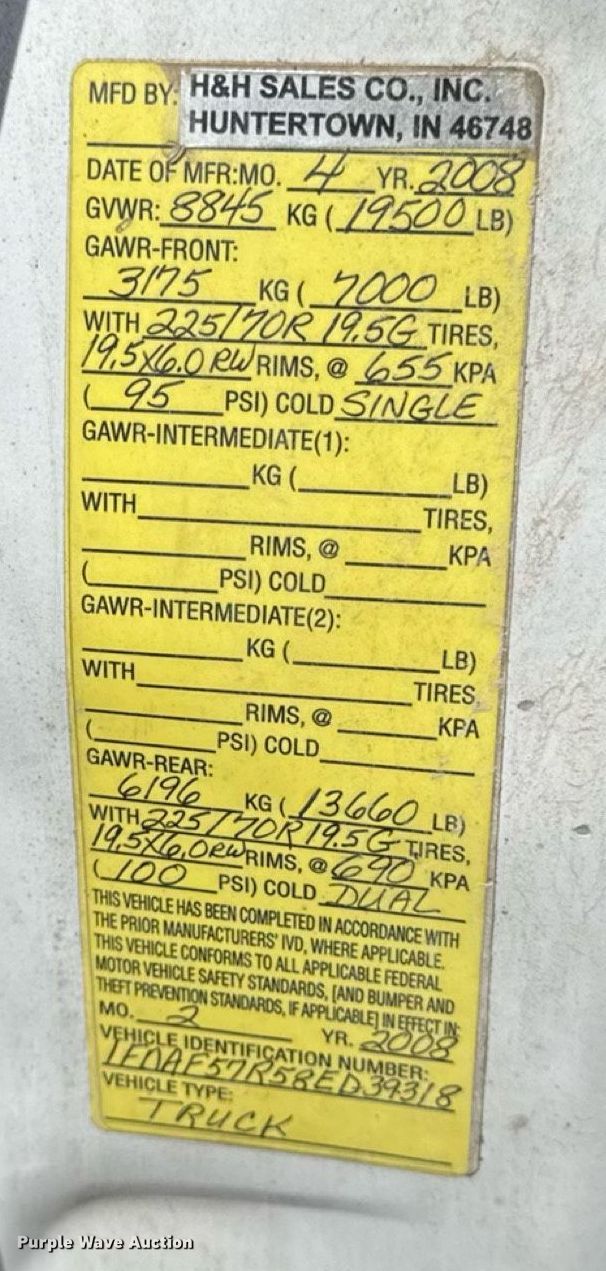 MFD BY: H&H SALES CO., INC.
HUNTERTOWN, IN 46748
DATE OF MFR:MO. 4 YR. 2008
GVWR: 8845 KG ( 19500 LB)
GAWR-FRONT:
3175 KG ( 7000 LB)
WITH 225/70R 19.5G TIRES,
19.5X6.0 RW RIMS, @ 655 KPA
( 95 PSI) COLD SINGLE
GAWR-INTERMEDIATE(1):
KG ( LB)
WITH TIRES,
RIMS, @ KPA
( PSI) COLD
GAWR-INTERMEDIATE(2):
KG ( LB)
WITH TIRES
RIMS, @ KPA
( PSI) COLD
GAWR-REAR:
6196 KG ( 13660 LB)
WITH 225/70R 19.5G TIRES,
19.5X6.0RW RIMS, @ 690 KPA
( 100 PSI) COLD DUAL
THIS VEHICLE HAS BEEN COMPLETED IN ACCORDANCE WITH
THE PRIOR MANUFACTURERS' IVD, WHERE APPLICABLE.
THIS VEHICLE CONFORMS TO ALL APPLICABLE FEDERAL
MOTOR VEHICLE SAFETY STANDARDS, [AND BUMPER AND
THEFT PREVENTION STANDARDS, IF APPLICABLE] IN EFFECT IN:
MO. 2 YR. 2008
VEHICLE IDENTIFICATION NUMBER:
1FDAF57R58ED39318
VEHICLE TYPE:
TRUCK
Purple Wave Auction